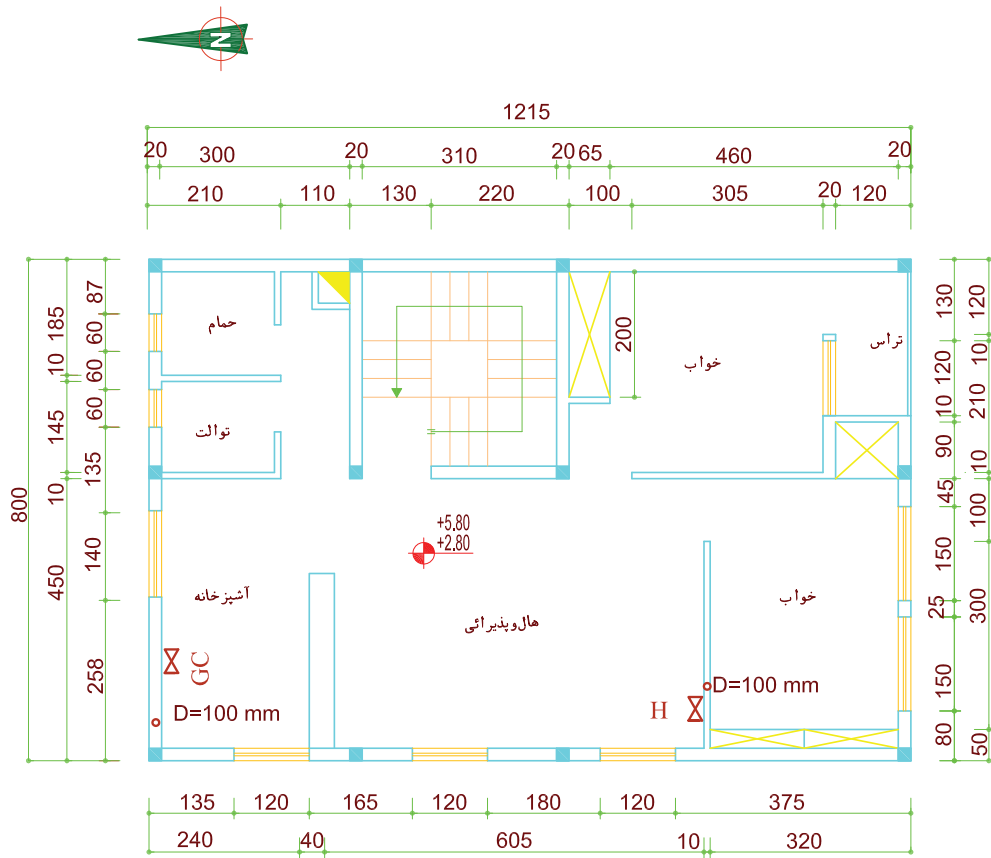 N
1215
20 300 20 310 20 65 460 20
210 110 130 220 100 305 20 120
800
185 10 145 10 450
87 60 60 60 135 140 258
حمام
توالت
200
خواب
تراس
+5.80
+2.80
آشپزخانه
هال‌وپذیرائی
خواب
GC
D=100 mm
H
D=100 mm
130 120 10 90 45 150 25 150 80
120 10 210 10 100 300 50
135 120 165 120 180 120 375
240 40 605 10 320